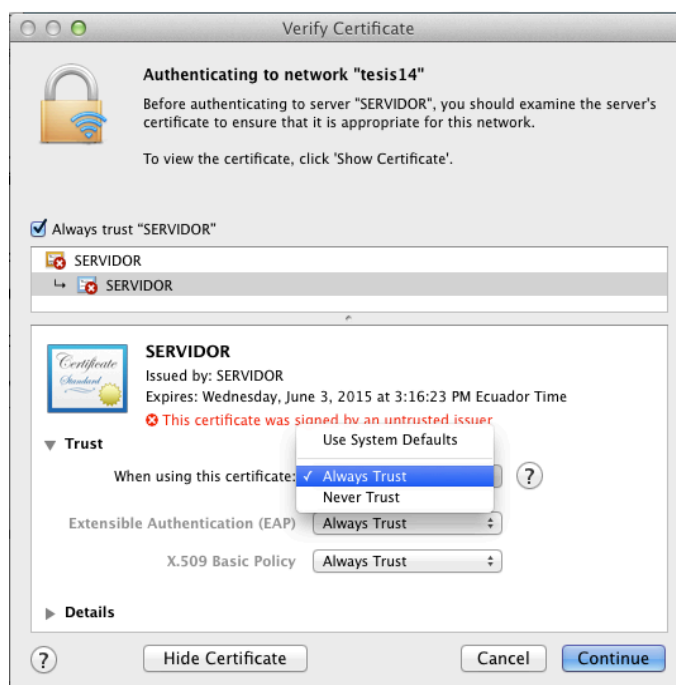 Verify Certificate
Authenticating to network "tesis14"
Before authenticating to server "SERVIDOR", you should examine the server's
certificate to ensure that it is appropriate for this network.
To view the certificate, click 'Show Certificate'.
Always trust "SERVIDOR"
SERVIDOR
SERVIDOR
Certificate
Standard
SERVIDOR
Issued by: SERVIDOR
Expires: Wednesday, June 3, 2015 at 3:16:23 PM Ecuador Time
This certificate was signed by an untrusted issuer
Trust
Use System Defaults
When using this certificate: ✓ Always Trust ?
Never Trust
Extensible Authentication (EAP) Always Trust
X.509 Basic Policy Always Trust
Details
? Hide Certificate Cancel Continue